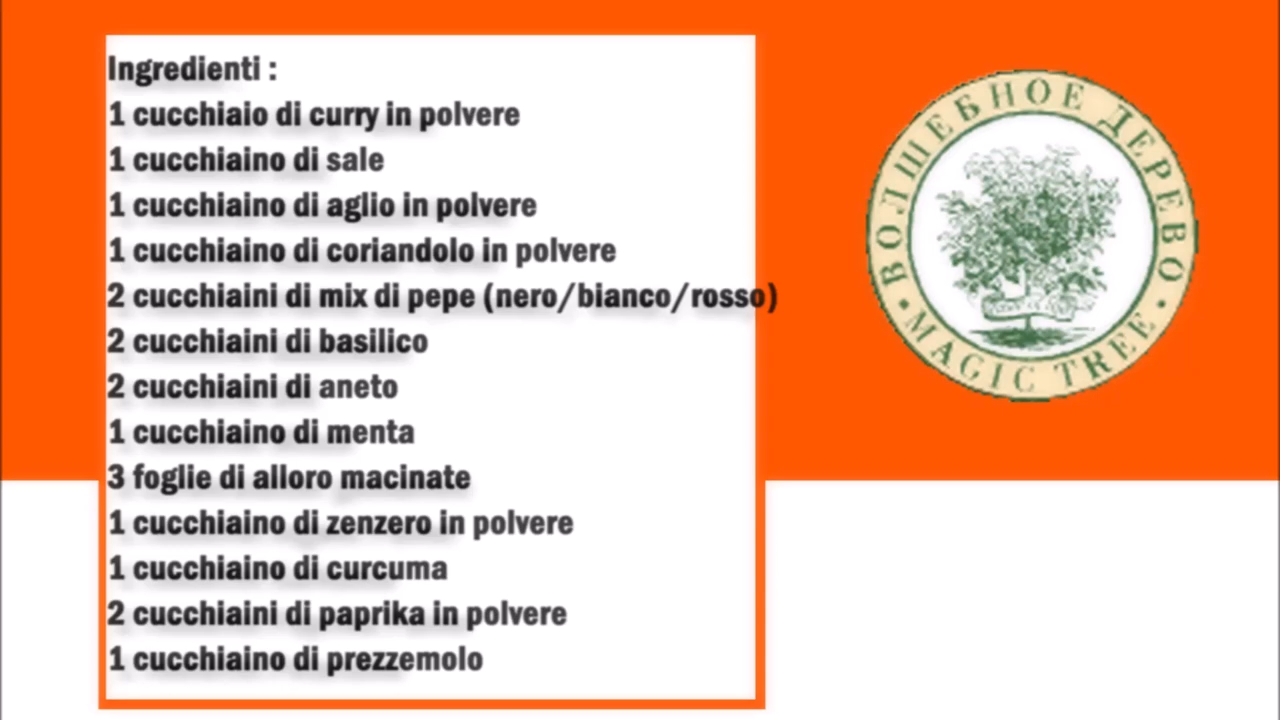 Ingredienti :
1 cucchiaio di curry in polvere
1 cucchiaino di sale
1 cucchiaino di aglio in polvere
1 cucchiaino di coriandolo in polvere
2 cucchiaini di mix di pepe (nero/bianco/rosso)
2 cucchiaini di basilico
2 cucchiaini di aneto
1 cucchiaino di menta
3 foglie di alloro macinate
1 cucchiaino di zenzero in polvere
1 cucchiaino di curcuma
2 cucchiaini di paprika in polvere
1 cucchiaino di prezzemolo
ВОЛШЕБНОЕ ДЕРЕВО
• MAGIC TREE •